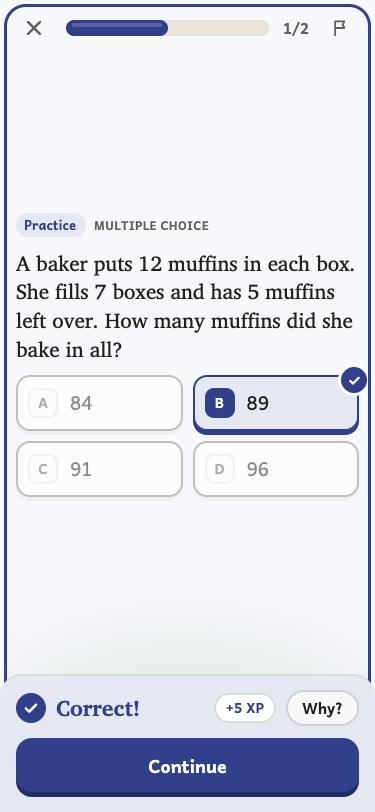 1/2
Practice MULTIPLE CHOICE
A baker puts 12 muffins in each box.
She fills 7 boxes and has 5 muffins
left over. How many muffins did she
bake in all?
A 84
B 89
C 91
D 96
Correct! +5 XP Why?
Continue